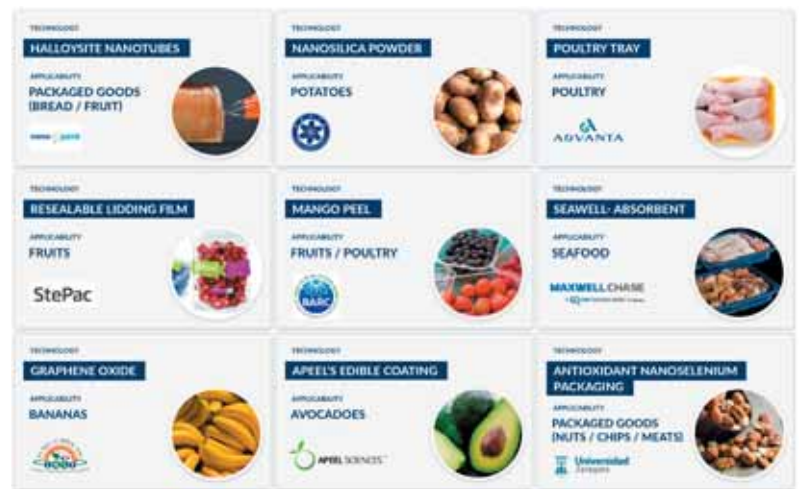 TECHNOLOGY
HALLOYSITE NANOTUBES
APPLICABILITY
PACKAGED GOODS
(BREAD / FRUIT)
TECHNOLOGY
NANOSILICA POWDER
APPLICABILITY
POTATOES
TECHNOLOGY
POULTRY TRAY
APPLICABILITY
POULTRY
ADVANTA
TECHNOLOGY
RESEALABLE LIDDING FILM
APPLICABILITY
FRUITS
StePac
TECHNOLOGY
MANGO PEEL
APPLICABILITY
FRUITS / POULTRY
BARC
TECHNOLOGY
SEAWELL- ABSORBENT
APPLICABILITY
SEAFOOD
MAXWELL CHASE
TECHNOLOGY
GRAPHENE OXIDE
APPLICABILITY
BANANAS
TECHNOLOGY
APEEL'S EDIBLE COATING
APPLICABILITY
AVOCADOES
APEEL SCIENCES
TECHNOLOGY
ANTIOXIDANT NANOSELENIUM
PACKAGING
APPLICABILITY
PACKAGED GOODS
(NUTS / CHIPS / MEATS)
Universidad
Zaragoza